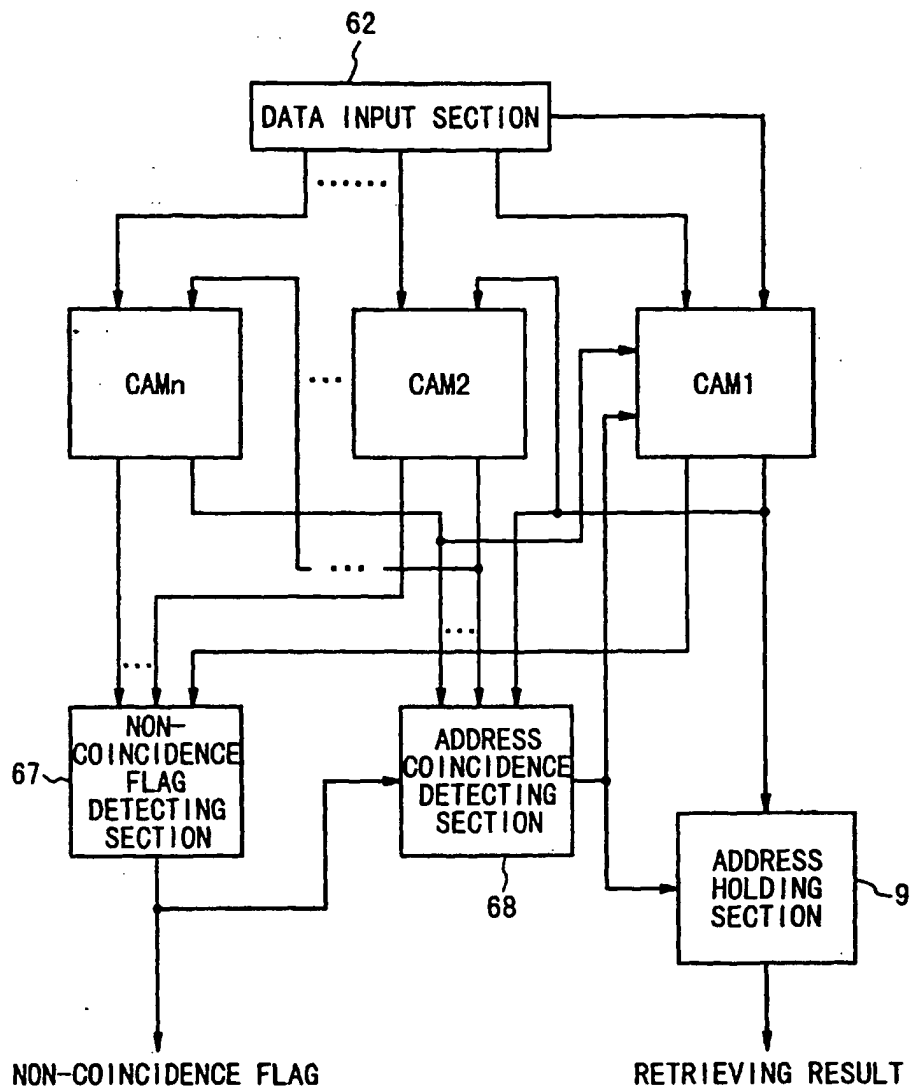 62
DATA INPUT SECTION
CAMn
CAM2
CAM1
67
NON-
COINCIDENCE
FLAG
DETECTING
SECTION
ADDRESS
COINCIDENCE
DETECTING
SECTION
68
ADDRESS
HOLDING
SECTION
9
NON-COINCIDENCE FLAG
RETRIEVING RESULT